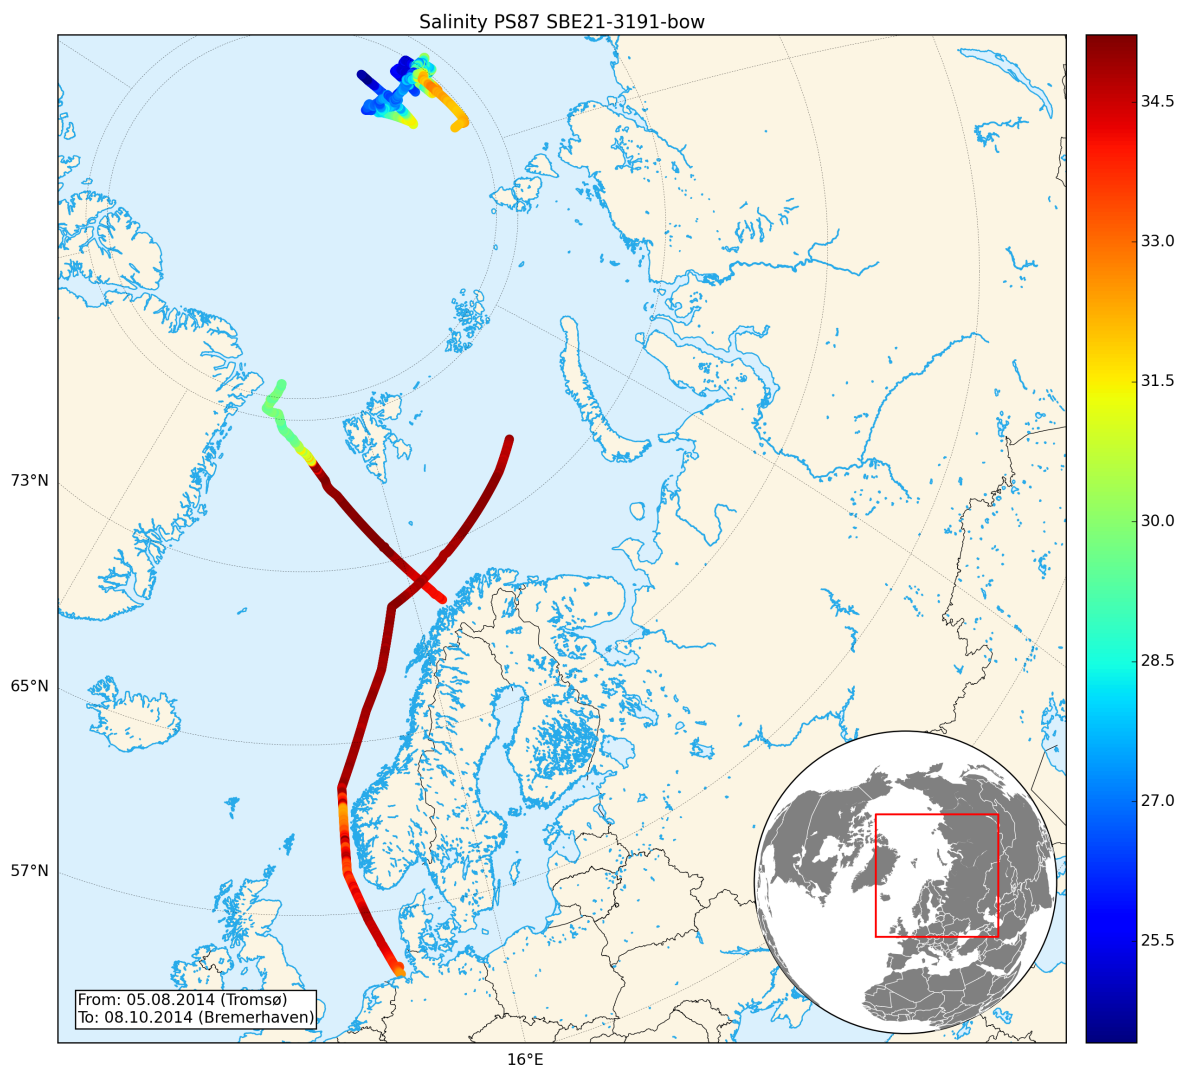 Salinity PS87 SBE21-3191-bow
34.5
33.0
31.5
73°N
30.0
28.5
65°N
27.0
57°N
25.5
From: 05.08.2014 (Tromsø)
To: 08.10.2014 (Bremerhaven)
16°E